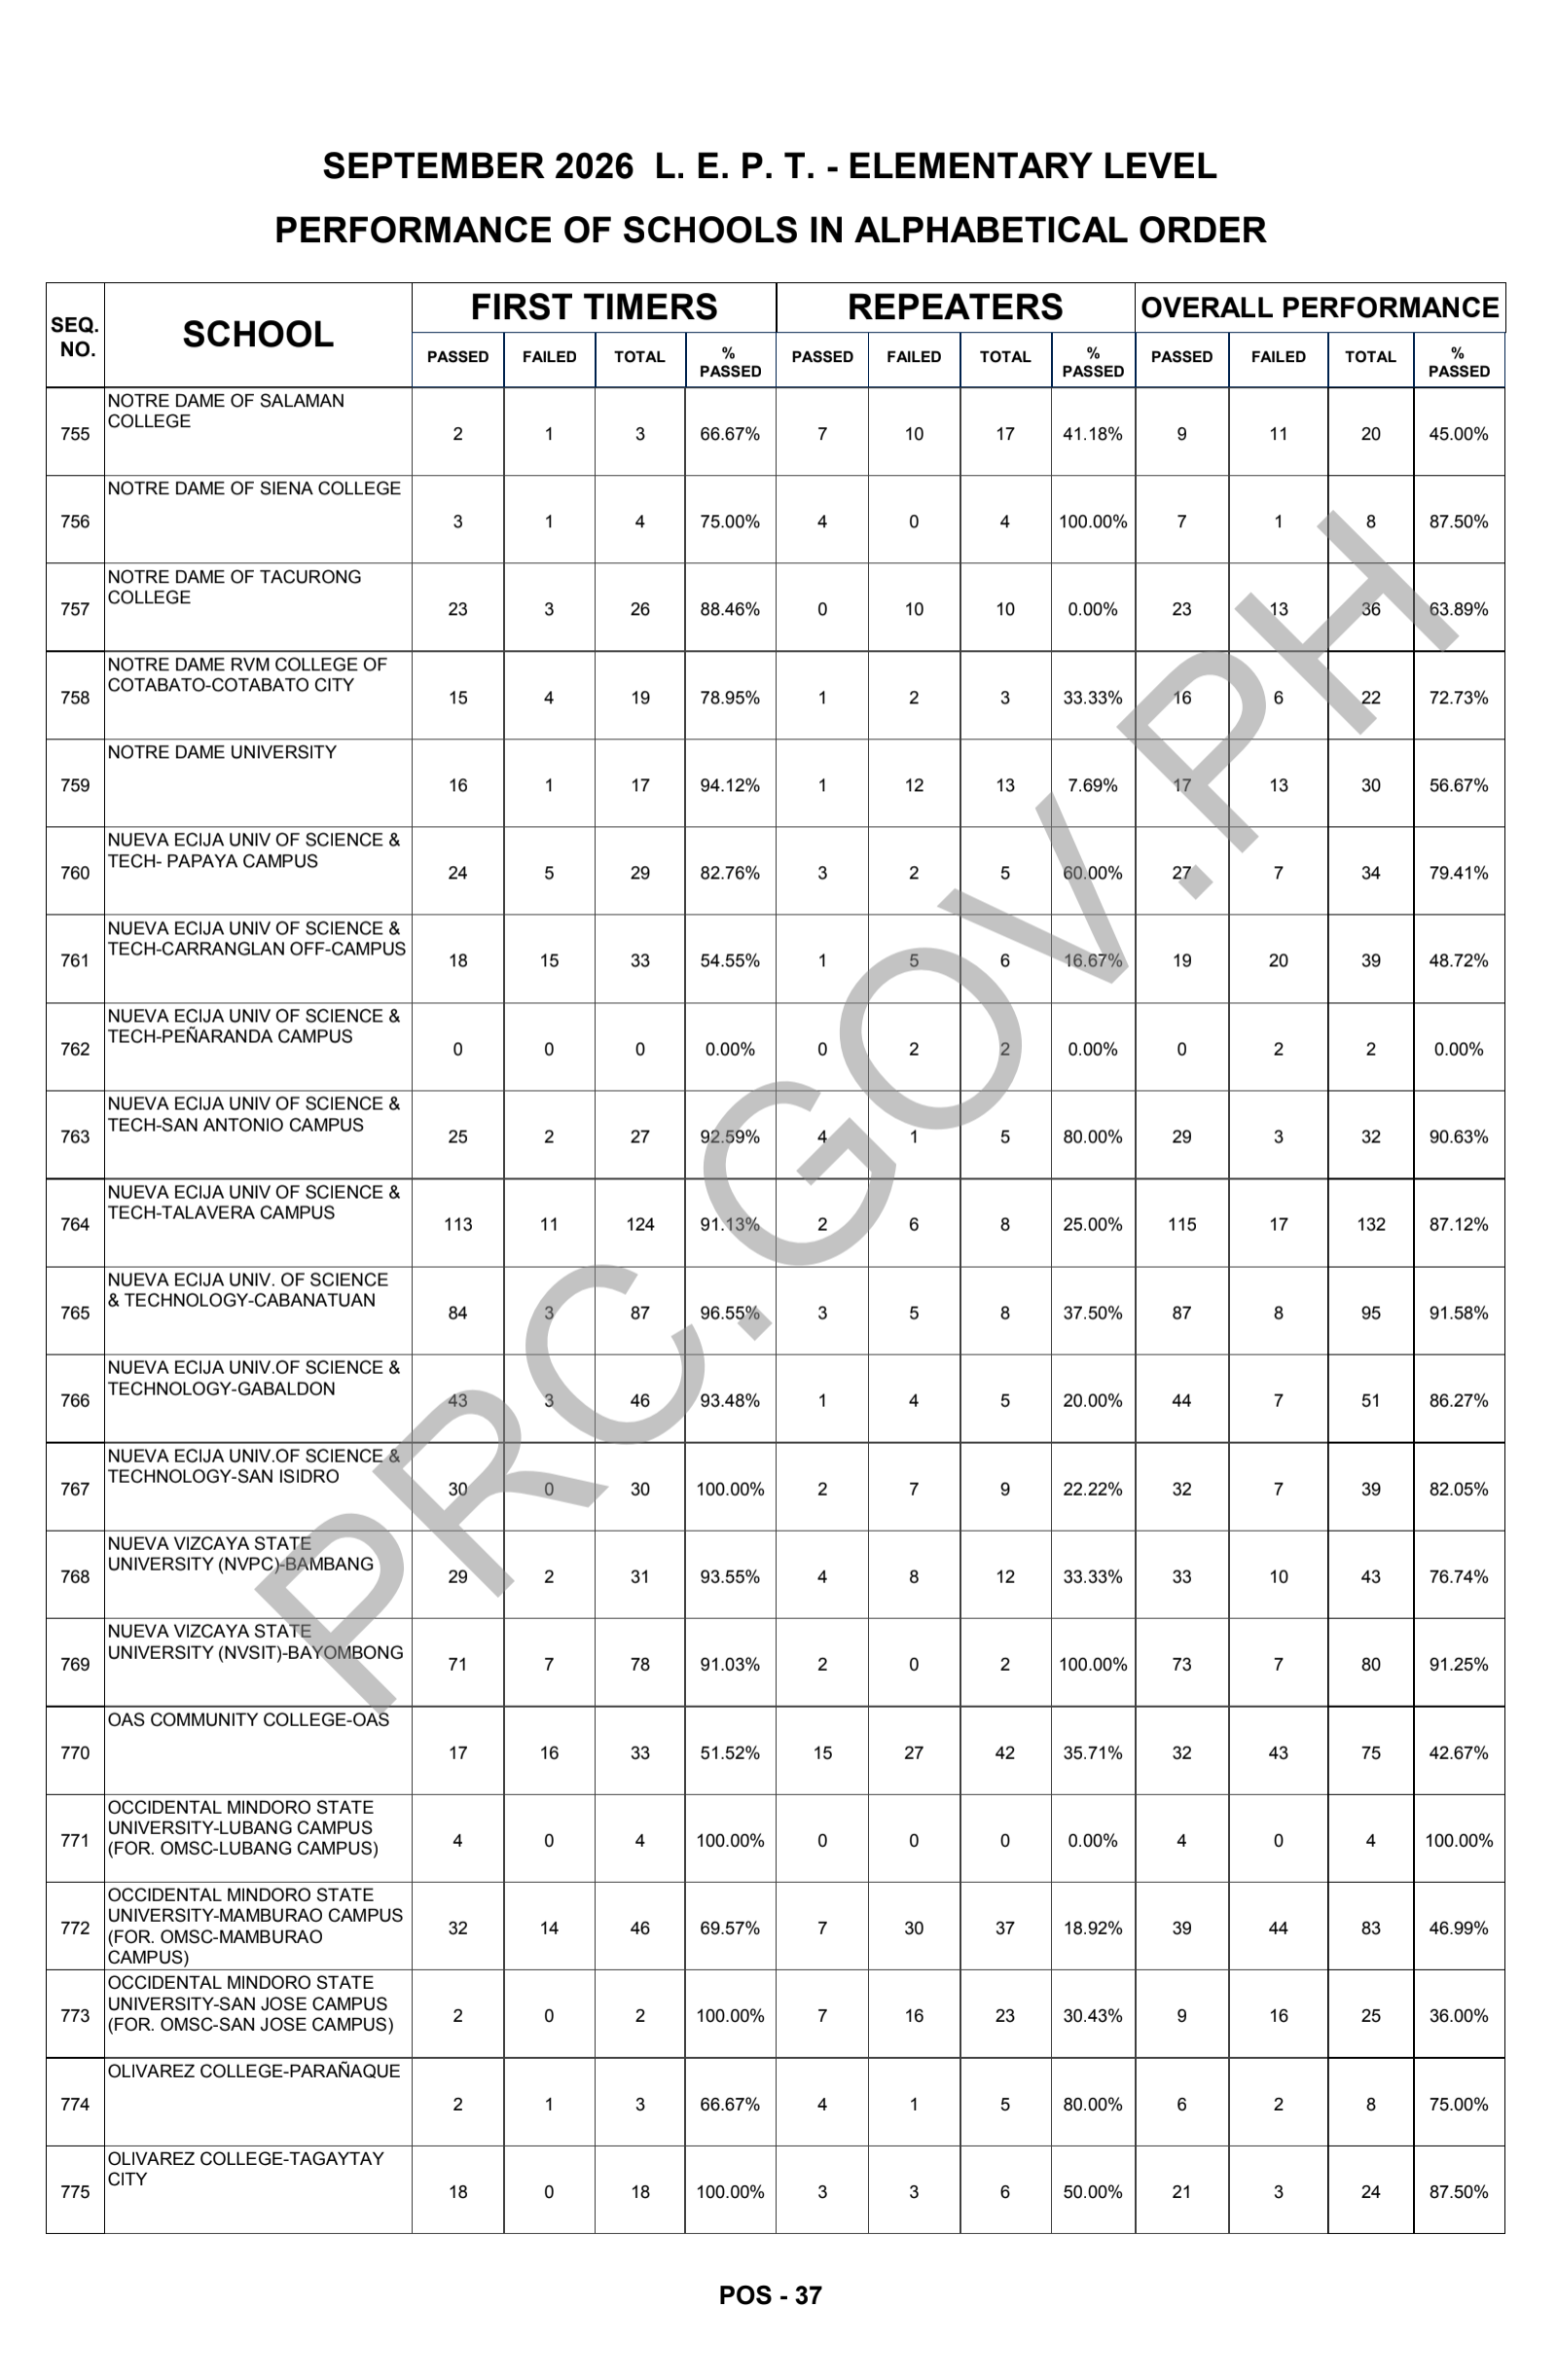 SEPTEMBER 2026 L. E. P. T. - ELEMENTARY LEVEL
PERFORMANCE OF SCHOOLS IN ALPHABETICAL ORDER
SEQ. NO. SCHOOL FIRST TIMERS REPEATERS OVERALL PERFORMANCE
PASSED FAILED TOTAL % PASSED PASSED FAILED TOTAL % PASSED PASSED FAILED TOTAL % PASSED
NOTRE DAME OF SALAMAN
COLLEGE
755 2 1 3 66.67% 7 10 17 41.18% 9 11 20 45.00%
NOTRE DAME OF SIENA COLLEGE
756 3 1 4 75.00% 4 0 4 100.00% 7 1 8 87.50%
NOTRE DAME OF TACURONG
COLLEGE
757 23 3 26 88.46% 0 10 10 0.00% 23 13 36 63.89%
NOTRE DAME RVM COLLEGE OF
COTABATO-COTABATO CITY
758 15 4 19 78.95% 1 2 3 33.33% 16 6 22 72.73%
NOTRE DAME UNIVERSITY
759 16 1 17 94.12% 1 12 13 7.69% 17 13 30 56.67%
NUEVA ECIJA UNIV OF SCIENCE &
TECH- PAPAYA CAMPUS
760 24 5 29 82.76% 3 2 5 60.00% 27 7 34 79.41%
NUEVA ECIJA UNIV OF SCIENCE &
TECH-CARRANGLAN OFF-CAMPUS
761 18 15 33 54.55% 1 5 6 16.67% 19 20 39 48.72%
NUEVA ECIJA UNIV OF SCIENCE &
TECH-PEÑARANDA CAMPUS
762 0 0 0 0.00% 0 2 2 0.00% 0 2 2 0.00%
NUEVA ECIJA UNIV OF SCIENCE &
TECH-SAN ANTONIO CAMPUS
763 25 2 27 92.59% 4 1 5 80.00% 29 3 32 90.63%
NUEVA ECIJA UNIV OF SCIENCE &
TECH-TALAVERA CAMPUS
764 113 11 124 91.13% 2 6 8 25.00% 115 17 132 87.12%
NUEVA ECIJA UNIV. OF SCIENCE
& TECHNOLOGY-CABANATUAN
765 84 3 87 96.55% 3 5 8 37.50% 87 8 95 91.58%
NUEVA ECIJA UNIV.OF SCIENCE &
TECHNOLOGY-GABALDON
766 43 3 46 93.48% 1 4 5 20.00% 44 7 51 86.27%
NUEVA ECIJA UNIV.OF SCIENCE &
TECHNOLOGY-SAN ISIDRO
767 30 0 30 100.00% 2 7 9 22.22% 32 7 39 82.05%
NUEVA VIZCAYA STATE
UNIVERSITY (NVPC)-BAMBANG
768 29 2 31 93.55% 4 8 12 33.33% 33 10 43 76.74%
NUEVA VIZCAYA STATE
UNIVERSITY (NVSIT)-BAYOMBONG
769 71 7 78 91.03% 2 0 2 100.00% 73 7 80 91.25%
OAS COMMUNITY COLLEGE-OAS
770 17 16 33 51.52% 15 27 42 35.71% 32 43 75 42.67%
OCCIDENTAL MINDORO STATE
UNIVERSITY-LUBANG CAMPUS
(FOR. OMSC-LUBANG CAMPUS)
771 4 0 4 100.00% 0 0 0 0.00% 4 0 4 100.00%
OCCIDENTAL MINDORO STATE
UNIVERSITY-MAMBURAO CAMPUS
(FOR. OMSC-MAMBURAO
CAMPUS)
772 32 14 46 69.57% 7 30 37 18.92% 39 44 83 46.99%
OCCIDENTAL MINDORO STATE
UNIVERSITY-SAN JOSE CAMPUS
(FOR. OMSC-SAN JOSE CAMPUS)
773 2 0 2 100.00% 7 16 23 30.43% 9 16 25 36.00%
OLIVAREZ COLLEGE-PARAÑAQUE
774 2 1 3 66.67% 4 1 5 80.00% 6 2 8 75.00%
OLIVAREZ COLLEGE-TAGAYTAY
CITY
775 18 0 18 100.00% 3 3 6 50.00% 21 3 24 87.50%
PRC.GOV.PH
POS - 37